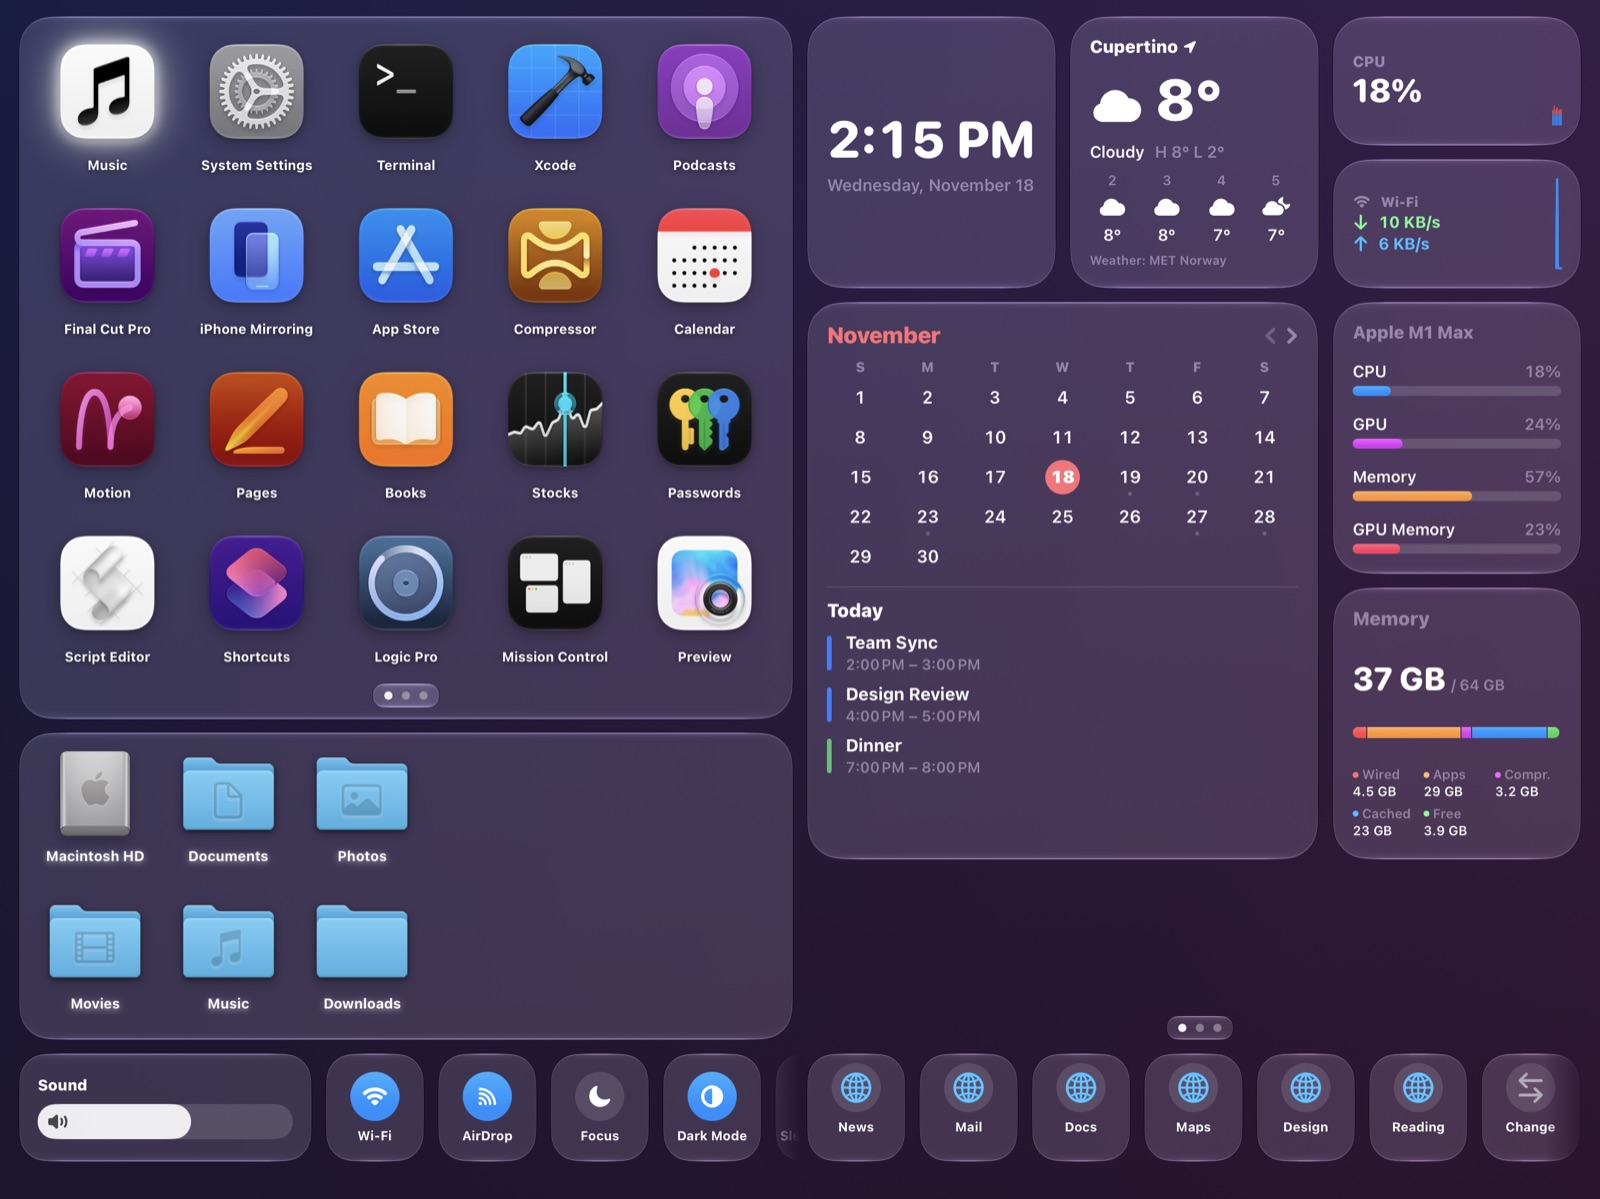 Music
System Settings
Terminal
Xcode
Podcasts
Final Cut Pro
iPhone Mirroring
App Store
Compressor
Calendar
Motion
Pages
Books
Stocks
Passwords
Script Editor
Shortcuts
Logic Pro
Mission Control
Preview
Macintosh HD
Documents
Photos
Movies
Music
Downloads
2:15 PM
Wednesday, November 18
Cupertino
8°
Cloudy H 8° L 2°
2 3 4 5
8° 8° 7° 7°
Weather: MET Norway
CPU
18%
Wi-Fi
10 KB/s
6 KB/s
November
S M T W T F S
1 2 3 4 5 6 7
8 9 10 11 12 13 14
15 16 17 18 19 20 21
22 23 24 25 26 27 28
29 30
Today
Team Sync
2:00 PM – 3:00 PM
Design Review
4:00 PM – 5:00 PM
Dinner
7:00 PM – 8:00 PM
Apple M1 Max
CPU 18%
GPU 24%
Memory 57%
GPU Memory 23%
Memory
37 GB / 64 GB
Wired Apps Compr.
4.5 GB 29 GB 3.2 GB
Cached Free
23 GB 3.9 GB
Sound
Wi-Fi
AirDrop
Focus
Dark Mode
News
Mail
Docs
Maps
Design
Reading
Change